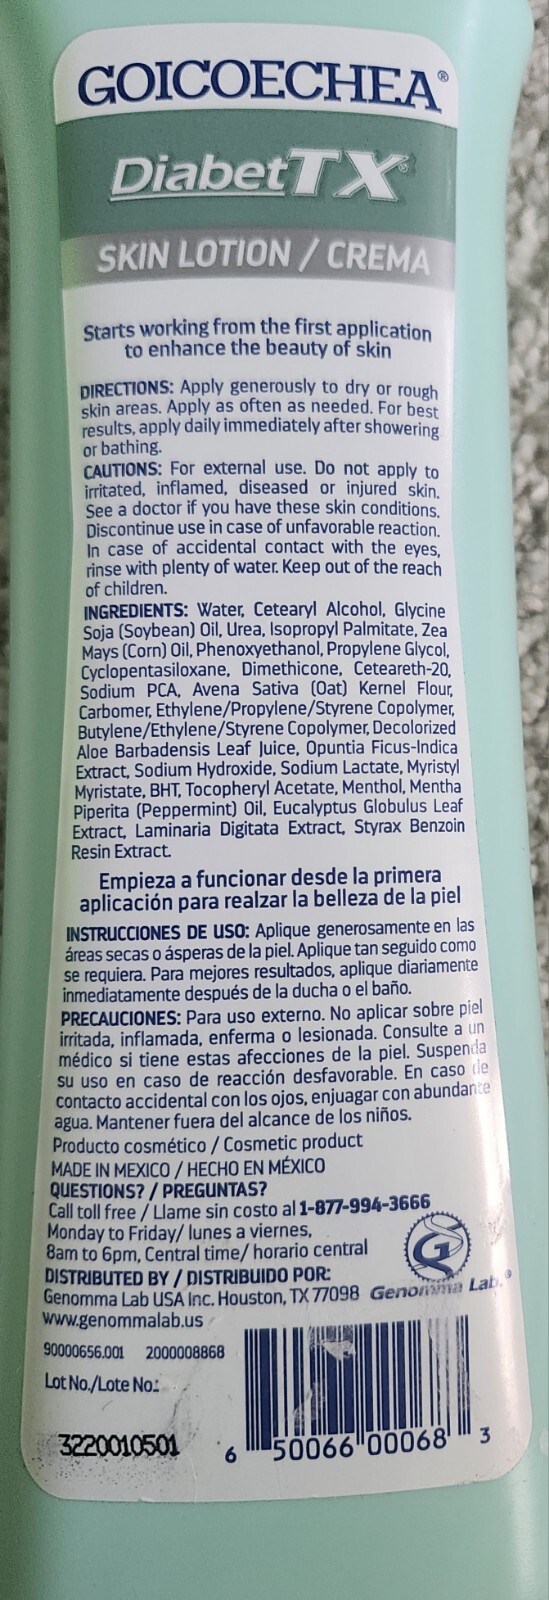 GOICOECHEA®
DiabetTX®
SKIN LOTION / CREMA
Starts working from the first application
to enhance the beauty of skin
DIRECTIONS: Apply generously to dry or rough
skin areas. Apply as often as needed. For best
results, apply daily immediately after showering
or bathing.
CAUTIONS: For external use. Do not apply to
irritated, inflamed, diseased or injured skin.
See a doctor if you have these skin conditions.
Discontinue use in case of unfavorable reaction.
In case of accidental contact with the eyes,
rinse with plenty of water. Keep out of the reach
of children.
INGREDIENTS: Water, Cetearyl Alcohol, Glycine
Soja (Soybean) Oil, Urea, Isopropyl Palmitate, Zea
Mays (Corn) Oil, Phenoxyethanol, Propylene Glycol,
Cyclopentasiloxane, Dimethicone, Ceteareth-20,
Sodium PCA, Avena Sativa (Oat) Kernel Flour,
Carbomer, Ethylene/Propylene/Styrene Copolymer,
Butylene/Ethylene/Styrene Copolymer, Decolorized
Aloe Barbadensis Leaf Juice, Opuntia Ficus-Indica
Extract, Sodium Hydroxide, Sodium Lactate, Myristyl
Myristate, BHT, Tocopheryl Acetate, Menthol, Mentha
Piperita (Peppermint) Oil, Eucalyptus Globulus Leaf
Extract, Laminaria Digitata Extract, Styrax Benzoin
Resin Extract.
Empieza a funcionar desde la primera
aplicación para realzar la belleza de la piel
INSTRUCCIONES DE USO: Aplique generosamente en las
áreas secas o ásperas de la piel. Aplique tan seguido como
se requiera. Para mejores resultados, aplique diariamente
inmediatamente después de la ducha o el baño.
PRECAUCIONES: Para uso externo. No aplicar sobre piel
irritada, inflamada, enferma o lesionada. Consulte a un
médico si tiene estas afecciones de la piel. Suspenda
su uso en caso de reacción desfavorable. En caso de
contacto accidental con los ojos, enjuagar con abundante
agua. Mantener fuera del alcance de los niños.
Producto cosmético / Cosmetic product
MADE IN MEXICO / HECHO EN MÉXICO
QUESTIONS? / PREGUNTAS?
Call toll free / Llame sin costo al 1-877-994-3666
Monday to Friday/ lunes a viernes,
8am to 6pm, Central time/ horario central
DISTRIBUTED BY / DISTRIBUIDO POR:
Genomma Lab USA Inc. Houston, TX 77098
G
Genomma Lab.®
www.genommalab.us
90000656.001 2000008868
Lot No./Lote No.:
3220010501
6 50066 00068 3